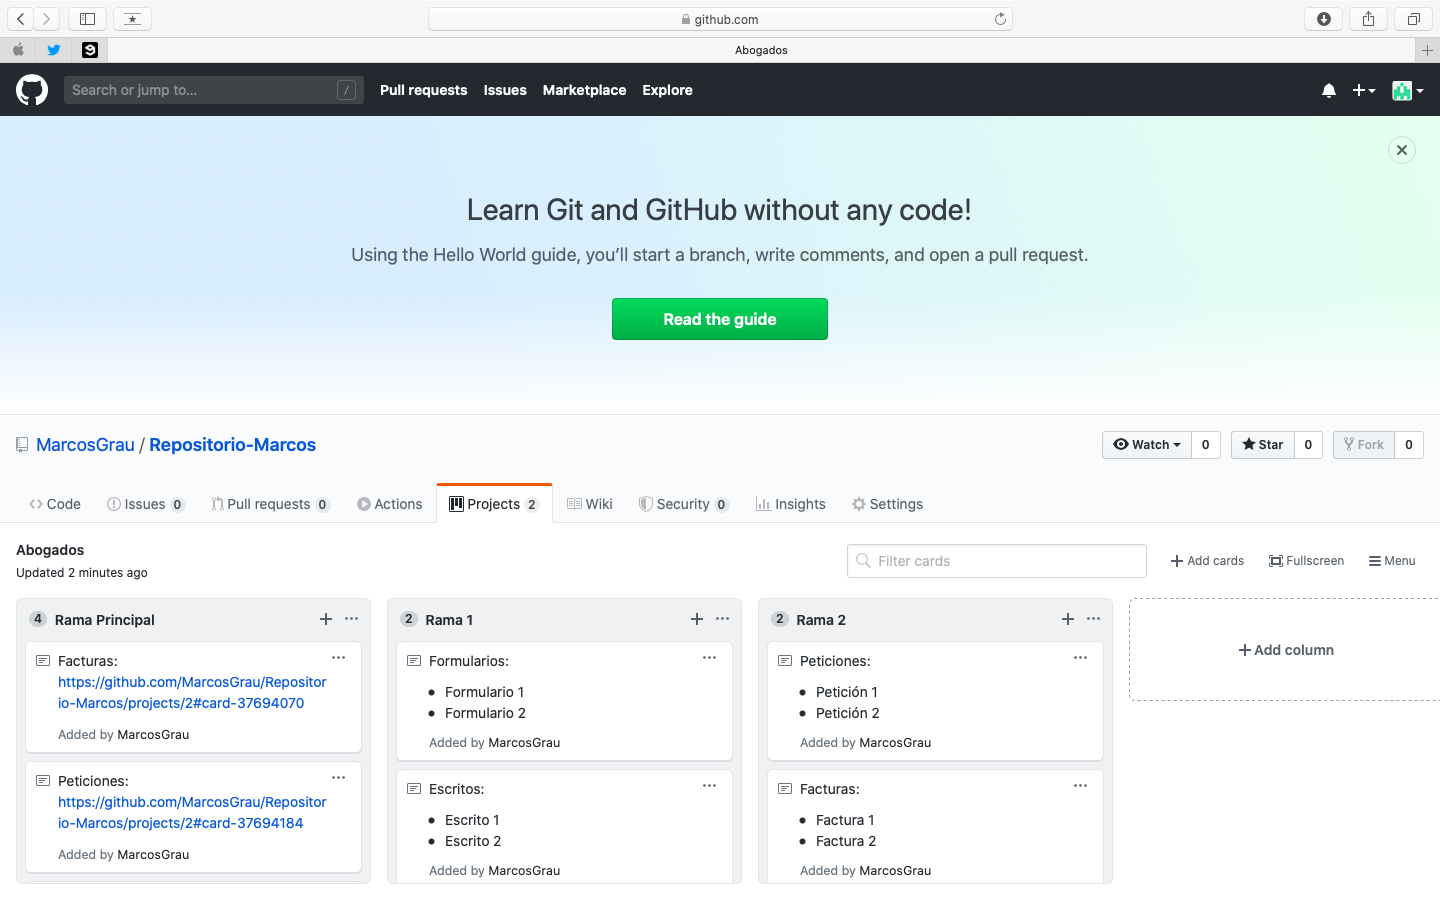 github.com
Abogados
Search or jump to... /
Pull requests Issues Marketplace Explore
Learn Git and GitHub without any code!
Using the Hello World guide, you’ll start a branch, write comments, and open a pull request.
Read the guide
MarcosGrau / Repositorio-Marcos
Watch 0
Star 0
Fork 0
Code
Issues 0
Pull requests 0
Actions
Projects 2
Wiki
Security 0
Insights
Settings
Abogados
Updated 2 minutes ago
Filter cards
Add cards
Fullscreen
Menu
4 Rama Principal
Facturas:
https://github.com/MarcosGrau/Repositor
io-Marcos/projects/2#card-37694070
Added by MarcosGrau
Peticiones:
https://github.com/MarcosGrau/Repositor
io-Marcos/projects/2#card-37694184
Added by MarcosGrau
2 Rama 1
Formularios:
Formulario 1
Formulario 2
Added by MarcosGrau
Escritos:
Escrito 1
Escrito 2
Added by MarcosGrau
2 Rama 2
Peticiones:
Petición 1
Petición 2
Added by MarcosGrau
Facturas:
Factura 1
Factura 2
Added by MarcosGrau
Add column